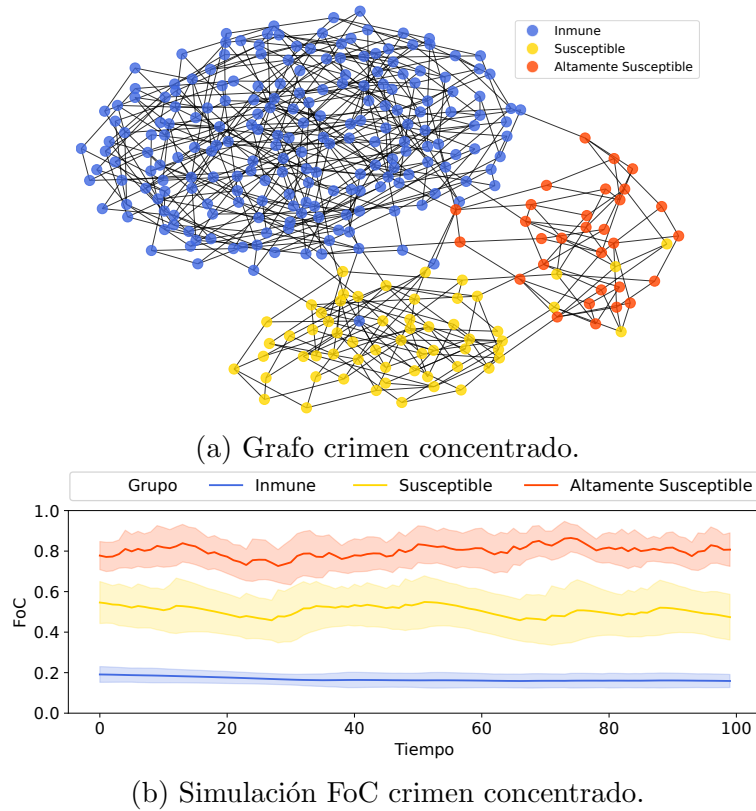 Inmune
Susceptible
Altamente Susceptible
(a) Grafo crimen concentrado.
Grupo Inmune Susceptible Altamente Susceptible
1.0
0.8
0.6
0.4
0.2
0.0
FoC
0 20 40 60 80 100
Tiempo
(b) Simulación FoC crimen concentrado.